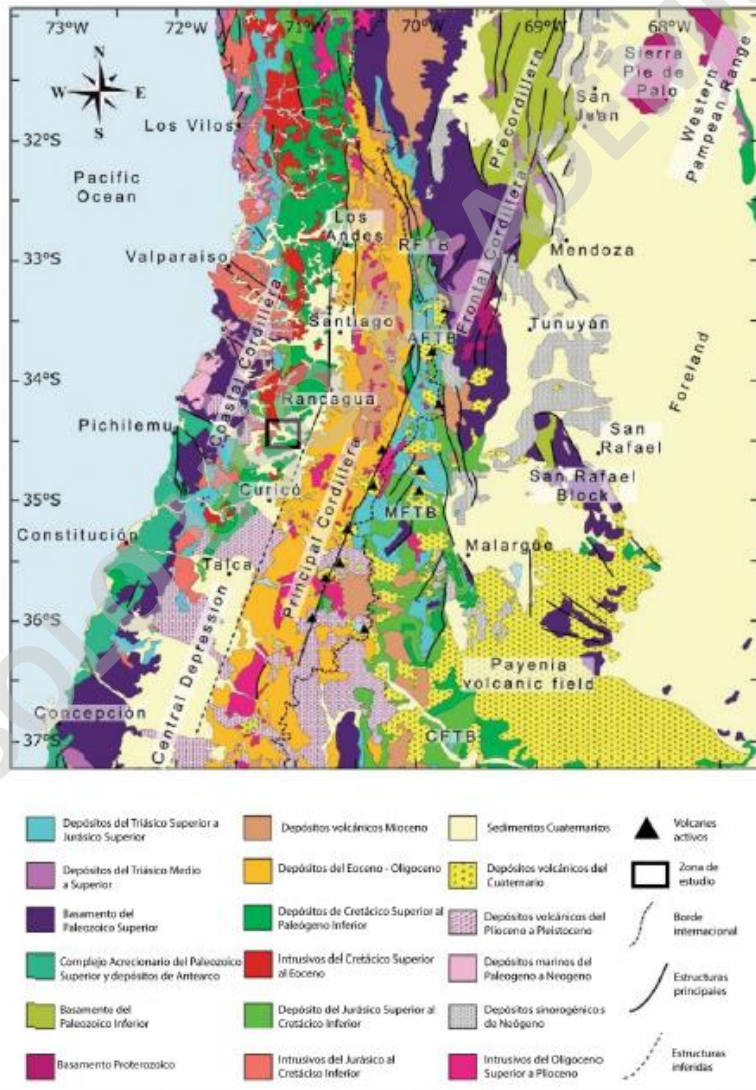 73°W 72°W 71°W 70°W 69°W 68°W
N
W E
S
Sierra
Pie de
Palo
Western
Pampean Range
San
Juan
Precordillera
Los Vilos
32°S
Pacific
Ocean
Los
Andes
33°S
RFTB
Valparaiso
Mendoza
Frontal Cordillera
Santiago
Tunuyán
AFTB
Coastal Cordillera
34°S
Rancagua
Foreland
Pichilemu
San
Rafael
San Rafael
Block
35°S
Curicó
MFTB
Constitución
Malargüe
Principal Cordillera
Talca
36°S
Central Depression
Payenia
volcanic field
Concepción
37°S
CFTB
Depósitos del Triásico Superior a
Jurásico Superior
Depósitos del Triásico Medio
a Superior
Basamento del
Paleozoico Superior
Complejo Acrecionario del Paleozoico
Superior y depósitos de Antearco
Basamento del
Paleozoico Inferior
Basamento Proterozoico
Depósitos volcánicos Mioceno
Depósitos del Eoceno - Oligoceno
Depósitos de Cretácico Superior al
Paleógeno Inferior
Intrusivos del Cretácico Superior
al Eoceno
Depósito del Jurásico Superior al
Cretácico Inferior
Intrusivos del Jurásico al
Cretáciso Inferior
Sedimentos Cuaternarios
Depósitos volcánicos del
Cuaternario
Depósitos volcánicos del
Plioceno a Pleistoceno
Depósitos marinos del
Paleogeno a Neogeno
Depósitos sinorogénicos
de Neógeno
Intrusivos del Oligoceno
Superior a Plioceno
Volcanes
activos
Zona de
estudio
Borde
internacional
Estructuras
principales
Estructuras
inferidas